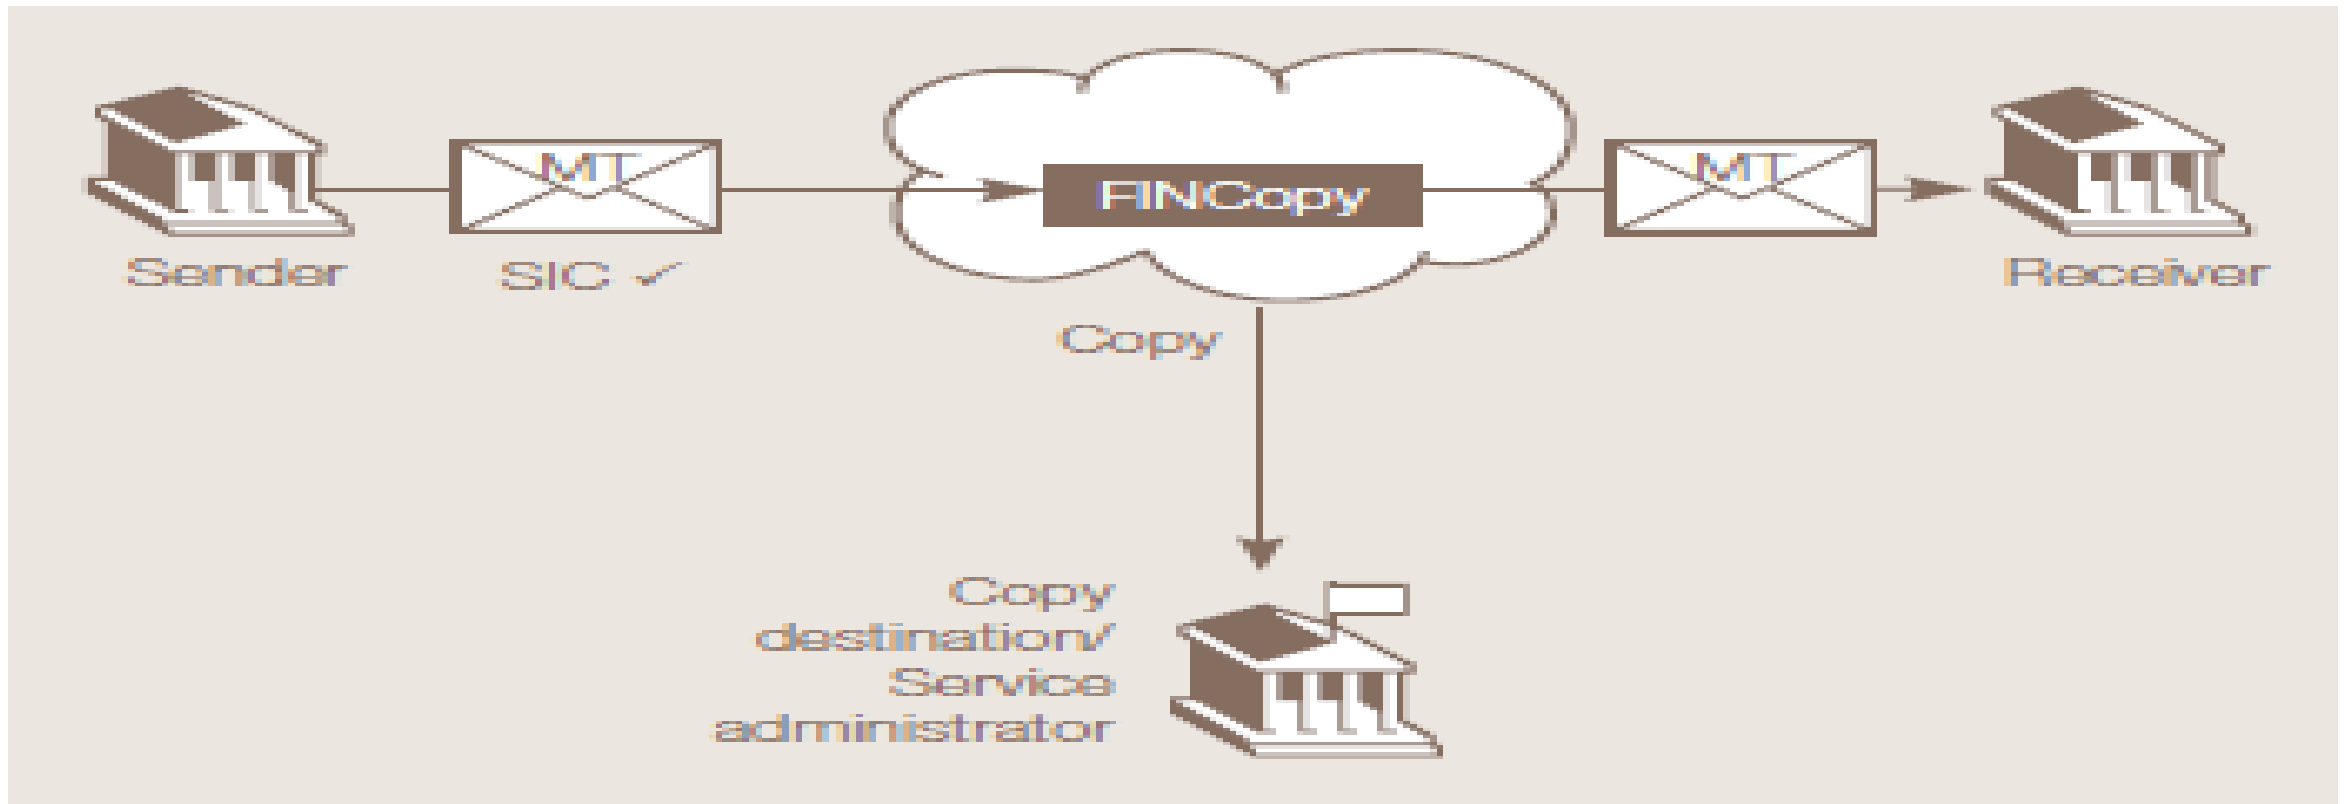 MT
FINCopy
MT
Sender
SIC ✓
Receiver
Copy
Copy
destination/
Service
administrator